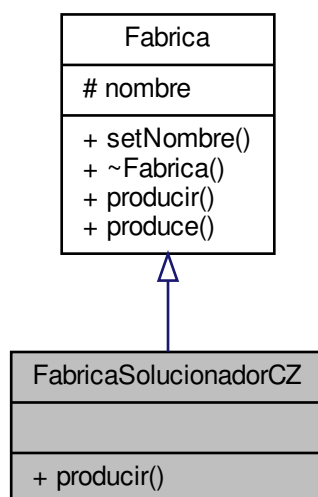 Fabrica
# nombre
+ setNombre()
+ ~Fabrica()
+ producir()
+ produce()
FabricaSolucionadorCZ
+ producir()